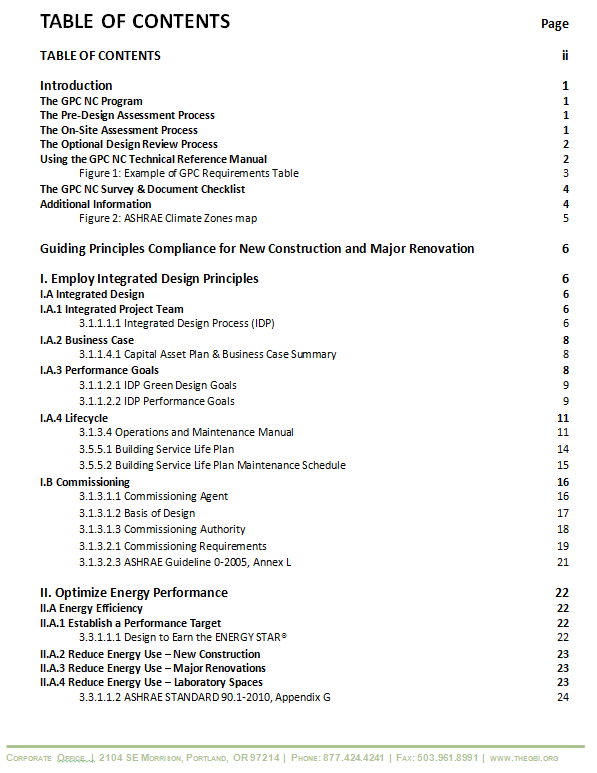 TABLE OF CONTENTS Page
TABLE OF CONTENTS ii
Introduction 1
The GPC NC Program 1
The Pre-Design Assessment Process 1
The On-Site Assessment Process 1
The Optional Design Review Process 2
Using the GPC NC Technical Reference Manual 2
Figure 1: Example of GPC Requirements Table 3
The GPC NC Survey & Document Checklist 4
Additional Information 4
Figure 2: ASHRAE Climate Zones map 5
Guiding Principles Compliance for New Construction and Major Renovation 6
I. Employ Integrated Design Principles 6
I.A Integrated Design 6
I.A.1 Integrated Project Team 6
3.1.1.1.1 Integrated Design Process (IDP) 6
I.A.2 Business Case 8
3.1.1.4.1 Capital Asset Plan & Business Case Summary 8
I.A.3 Performance Goals 8
3.1.1.2.1 IDP Green Design Goals 9
3.1.1.2.2 IDP Performance Goals 9
I.A.4 Lifecycle 11
3.1.3.4 Operations and Maintenance Manual 11
3.5.5.1 Building Service Life Plan 14
3.5.5.2 Building Service Life Plan Maintenance Schedule 15
I.B Commissioning 16
3.1.3.1.1 Commissioning Agent 16
3.1.3.1.2 Basis of Design 17
3.1.3.1.3 Commissioning Authority 18
3.1.3.2.1 Commissioning Requirements 19
3.1.3.2.3 ASHRAE Guideline 0-2005, Annex L 21
II. Optimize Energy Performance 22
II.A Energy Efficiency 22
II.A.1 Establish a Performance Target 22
3.3.1.1.1 Design to Earn the ENERGY STAR® 22
II.A.2 Reduce Energy Use – New Construction 23
II.A.3 Reduce Energy Use – Major Renovations 23
II.A.4 Reduce Energy Use – Laboratory Spaces 23
3.3.1.1.2 ASHRAE STANDARD 90.1-2010, Appendix G 24
CORPORATE OFFICE | 2104 SE MORRISON, PORTLAND, OR 97214 | PHONE: 877.424.4241 | FAX: 503.961.8991 | WWW.THEGBI.ORG